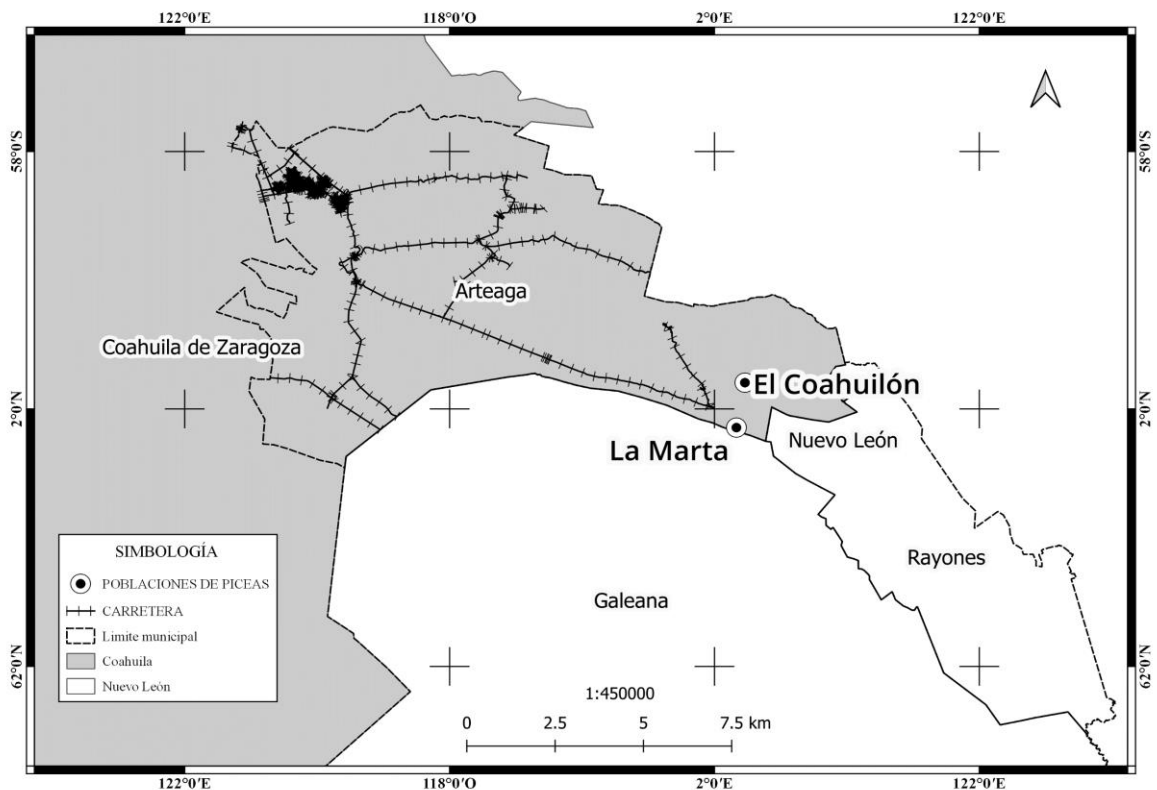 122°0'E 118°0'E 2°0'E 122°0'E
58°0'S 58°0'S
Arteaga
Coahuila de Zaragoza
El Coahuilón
2°0'N 2°0'N
Nuevo León
La Marta
SIMBOLOGÍA
POBLACIONES DE PICEAS
CARRETERA
Limite municipal
Coahuila
Nuevo León
Rayones
Galeana
62°0'N 62°0'N
1:450000
0 2.5 5 7.5 km
122°0'E 118°0'E 2°0'E 122°0'E